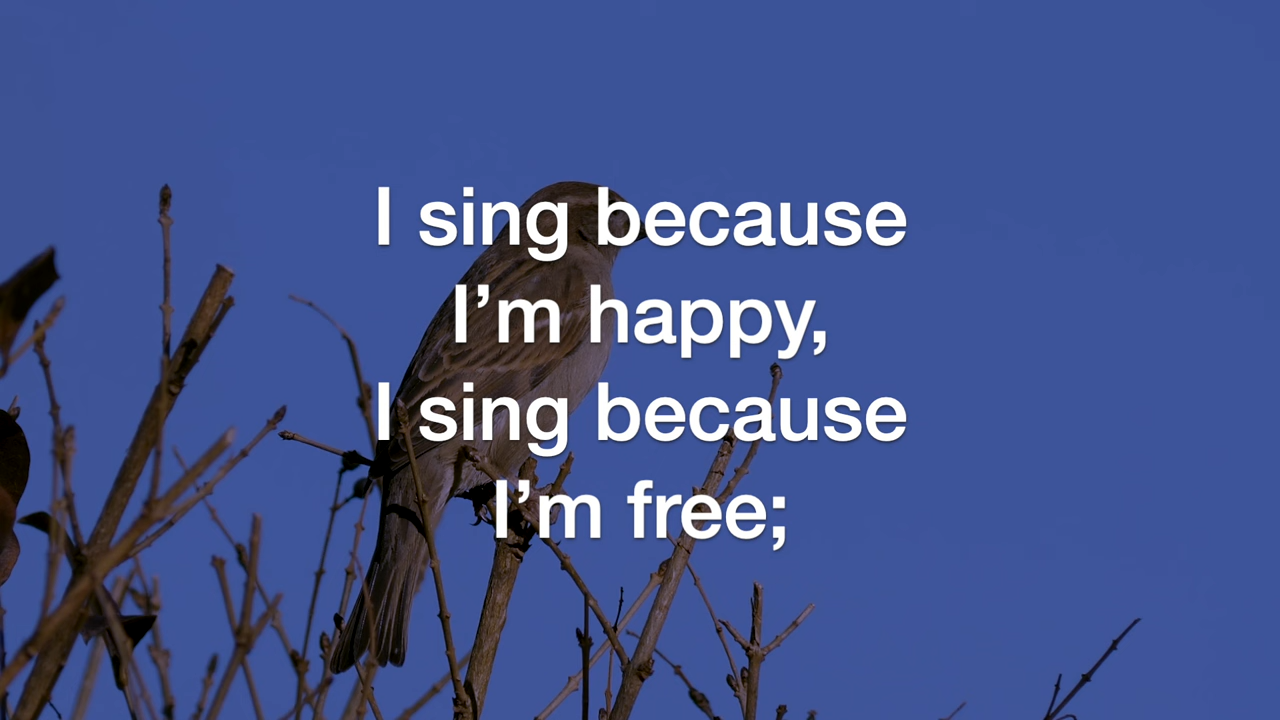 I sing because
I’m happy,
I sing because
I’m free;